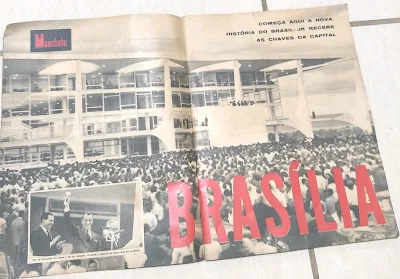 COMEÇA AQUI A NOVA
HISTÓRIA DO BRASIL: JK RECEBE
AS CHAVES DA CAPITAL
Manchete
BRASÍLIA